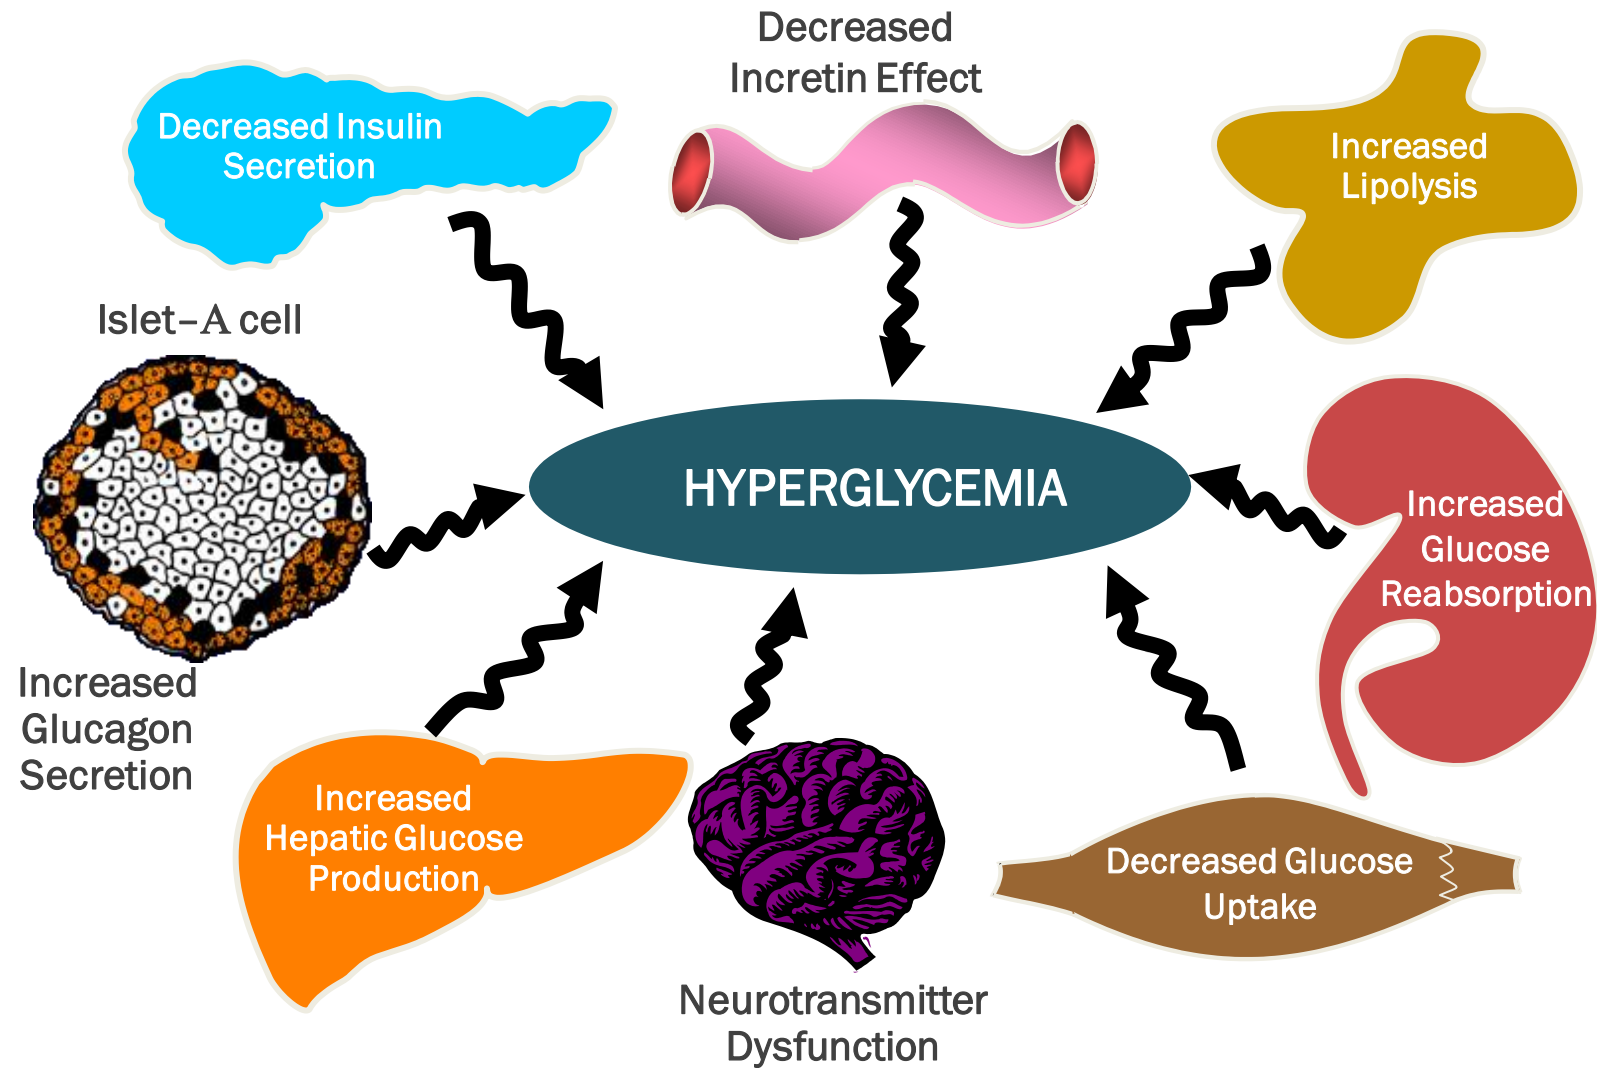 Decreased
Incretin Effect
Decreased Insulin
Secretion
Increased
Lipolysis
Islet–A cell
HYPERGLYCEMIA
Increased
Glucose
Reabsorption
Increased
Glucagon
Secretion
Increased
Hepatic Glucose
Production
Decreased Glucose
Uptake
Neurotransmitter
Dysfunction